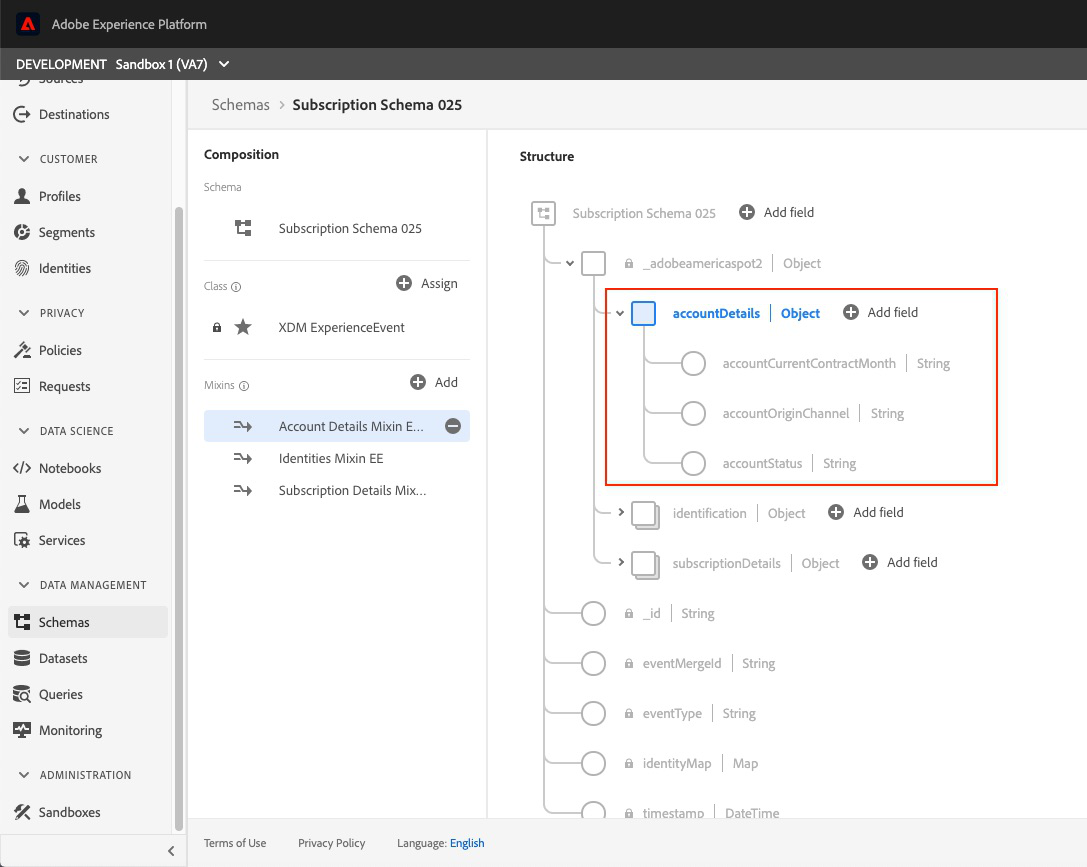 Adobe Experience Platform
DEVELOPMENT Sandbox 1 (VA7)
Sources
Destinations
CUSTOMER
Profiles
Segments
Identities
PRIVACY
Policies
Requests
DATA SCIENCE
Notebooks
Models
Services
DATA MANAGEMENT
Schemas
Datasets
Queries
Monitoring
ADMINISTRATION
Sandboxes
Schemas > Subscription Schema 025
Composition
Schema
Subscription Schema 025
Class Assign
XDM ExperienceEvent
Mixins Add
Account Details Mixin E...
Identities Mixin EE
Subscription Details Mix...
Structure
Subscription Schema 025 Add field
_adobeamericaspot2 | Object
accountDetails | Object Add field
accountCurrentContractMonth | String
accountOriginChannel | String
accountStatus | String
identification | Object Add field
subscriptionDetails | Object Add field
_id | String
eventMergeId | String
eventType | String
identityMap | Map
timestamp | DateTime
Terms of Use Privacy Policy Language: English